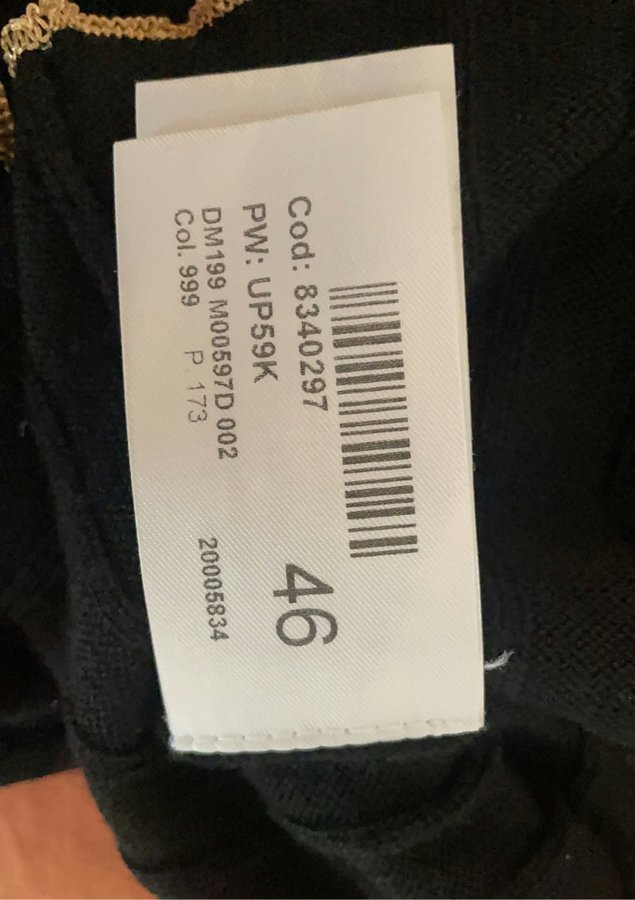 Cod: 8340297
PW: UP59K
46
DM199 M00597D 002
Col. 999 P 173
20005834